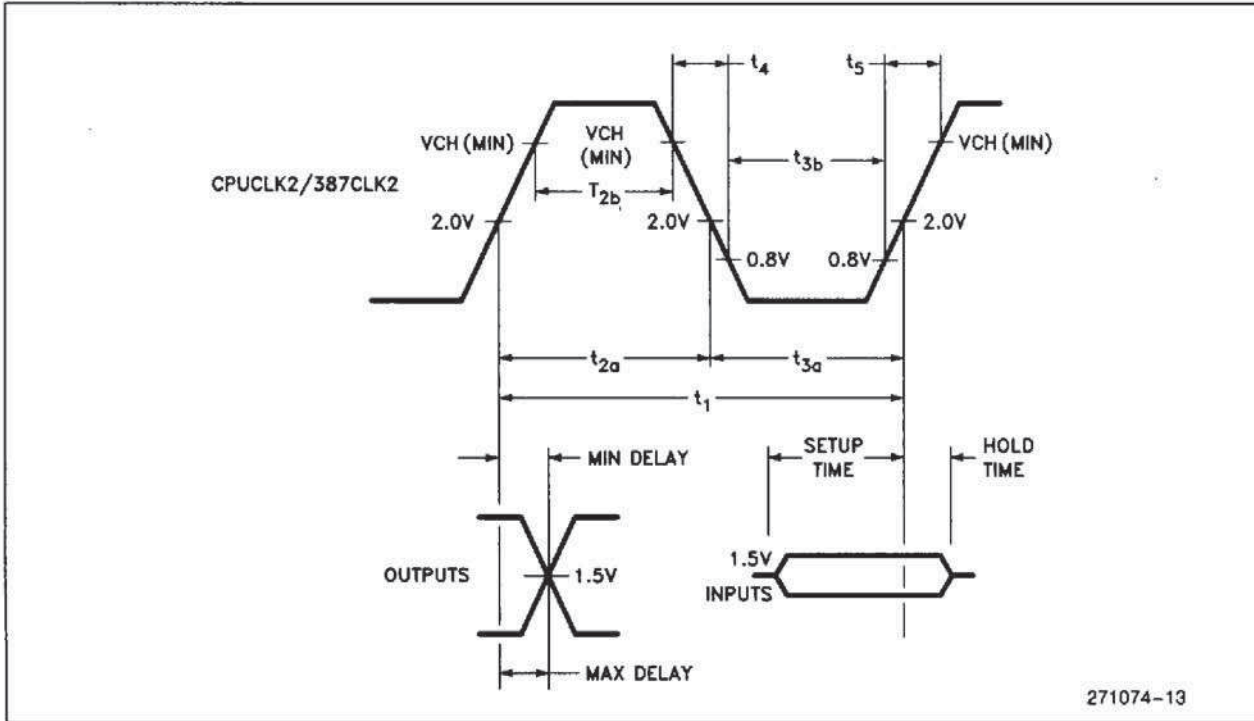 t4
t5
VCH (MIN)
VCH
(MIN)
VCH (MIN)
t3b
CPUCLK2/387CLK2
T2b
2.0V
2.0V
2.0V
0.8V
0.8V
t2a
t3a
t1
MIN DELAY
SETUP
TIME
HOLD
TIME
OUTPUTS
1.5V
1.5V
INPUTS
MAX DELAY
271074-13